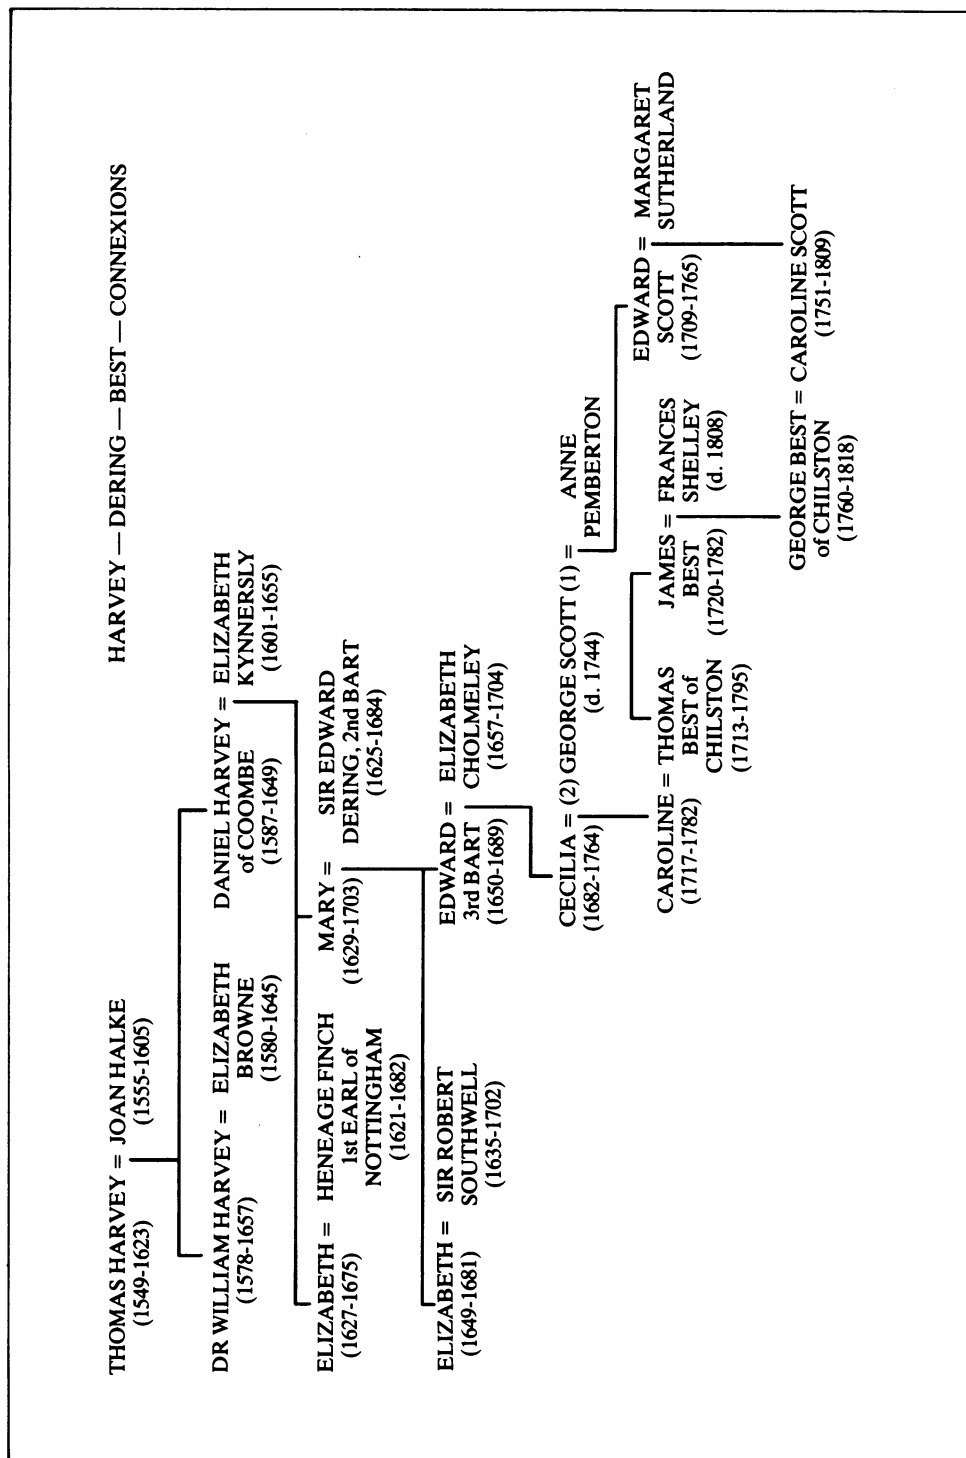 HARVEY — DERING — BEST — CONNEXIONS
THOMAS HARVEY = JOAN HALKE
(1549-1623) (1555-1605)
DR WILLIAM HARVEY = ELIZABETH DANIEL HARVEY = ELIZABETH
(1578-1657) BROWNE of COOMBE KYNNERSLY
(1580-1645) (1587-1649) (1601-1655)
ELIZABETH = HENEAGE FINCH MARY = SIR EDWARD
(1627-1675) 1st EARL of (1629-1703) DERING, 2nd BART
NOTTINGHAM (1625-1684)
(1621-1682)
ELIZABETH = SIR ROBERT EDWARD = ELIZABETH
(1649-1681) SOUTHWELL 3rd BART CHOLMELEY
(1635-1702) (1650-1689) (1657-1704)
CECILIA = (2) GEORGE SCOTT (1) = ANNE
(1682-1764) (d. 1744) PEMBERTON
EDWARD = MARGARET
SCOTT SUTHERLAND
(1709-1765)
CAROLINE = THOMAS JAMES = FRANCES
(1717-1782) BEST of BEST SHELLEY
CHILSTON (1720-1782) (d. 1808)
(1713-1795)
GEORGE BEST = CAROLINE SCOTT
of CHILSTON (1751-1809)
(1760-1818)